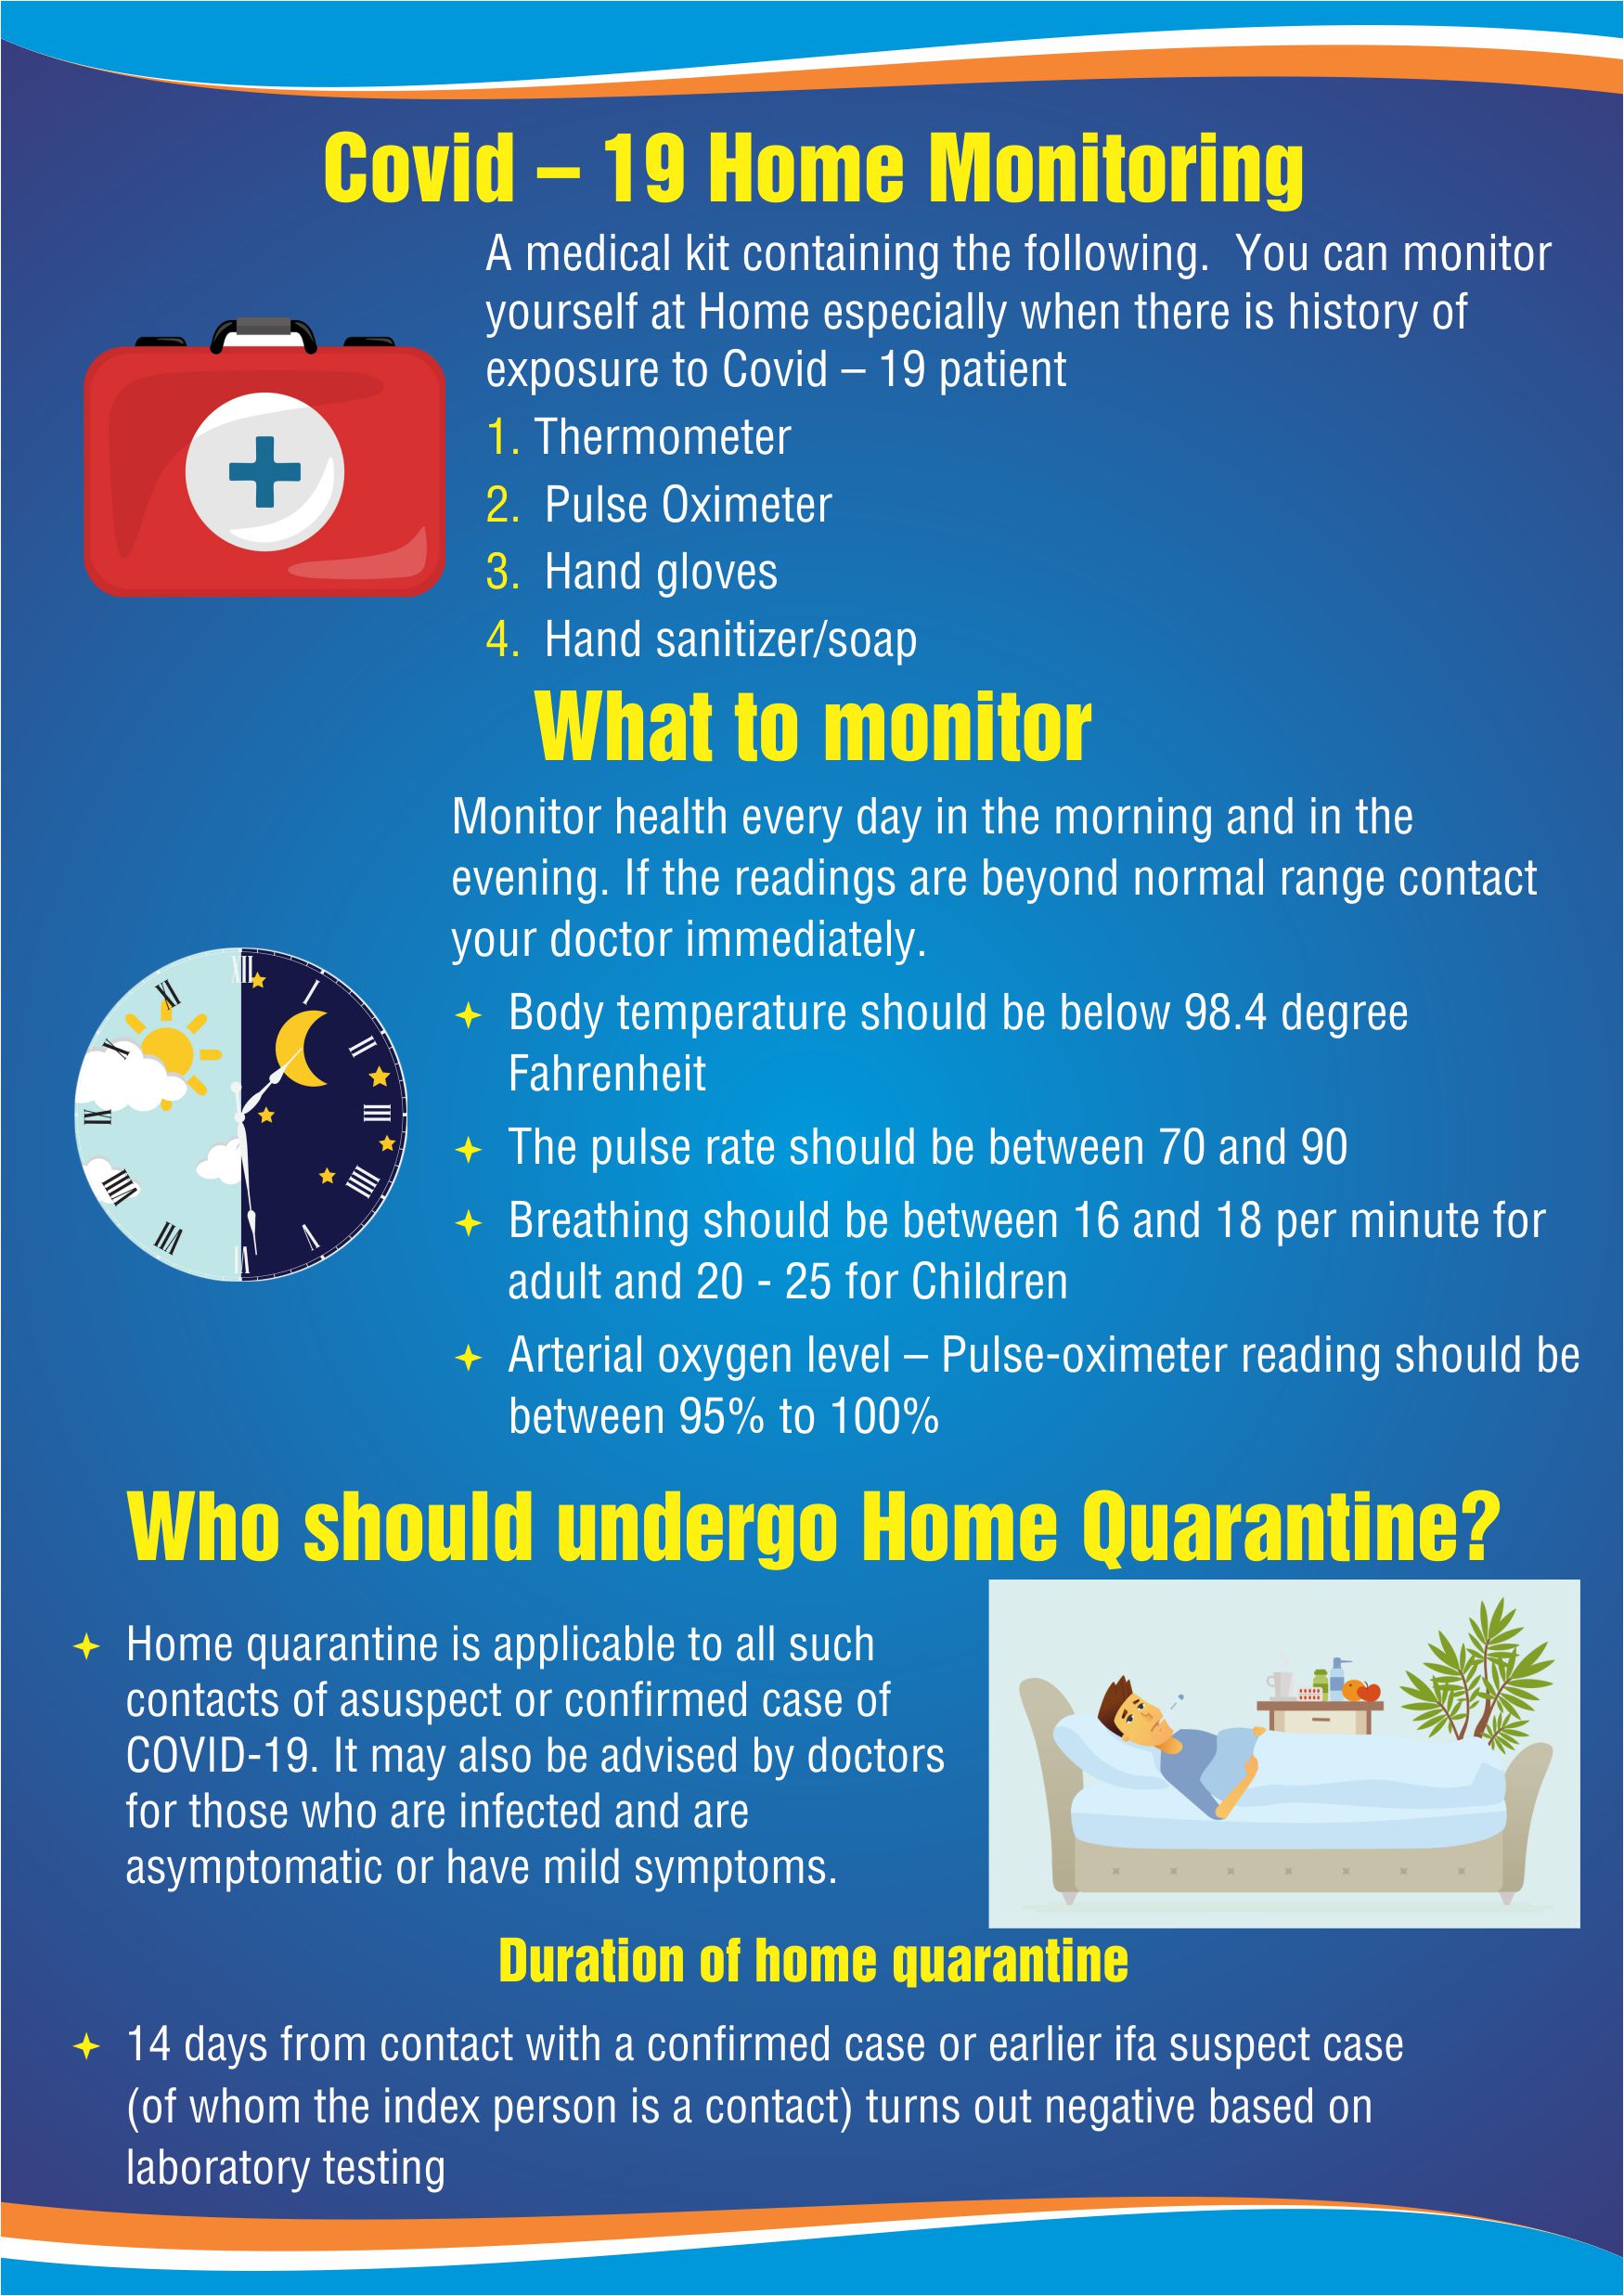 Covid – 19 Home Monitoring
A medical kit containing the following.  You can monitor
yourself at Home especially when there is history of
exposure to Covid – 19 patient
1. Thermometer
2. Pulse Oximeter
3. Hand gloves
4. Hand sanitizer/soap
What to monitor
Monitor health every day in the morning and in the
evening. If the readings are beyond normal range contact
your doctor immediately.
Body temperature should be below 98.4 degree
Fahrenheit
The pulse rate should be between 70 and 90
Breathing should be between 16 and 18 per minute for
adult and 20 - 25 for Children
Arterial oxygen level – Pulse-oximeter reading should be
between 95% to 100%
XII
I
II
III
IIII
V
VI
VII
VIII
IX
X
XI
Who should undergo Home Quarantine?
Home quarantine is applicable to all such
contacts of asuspect or confirmed case of
COVID-19. It may also be advised by doctors
for those who are infected and are
asymptomatic or have mild symptoms.
Duration of home quarantine
14 days from contact with a confirmed case or earlier ifa suspect case
(of whom the index person is a contact) turns out negative based on
laboratory testing